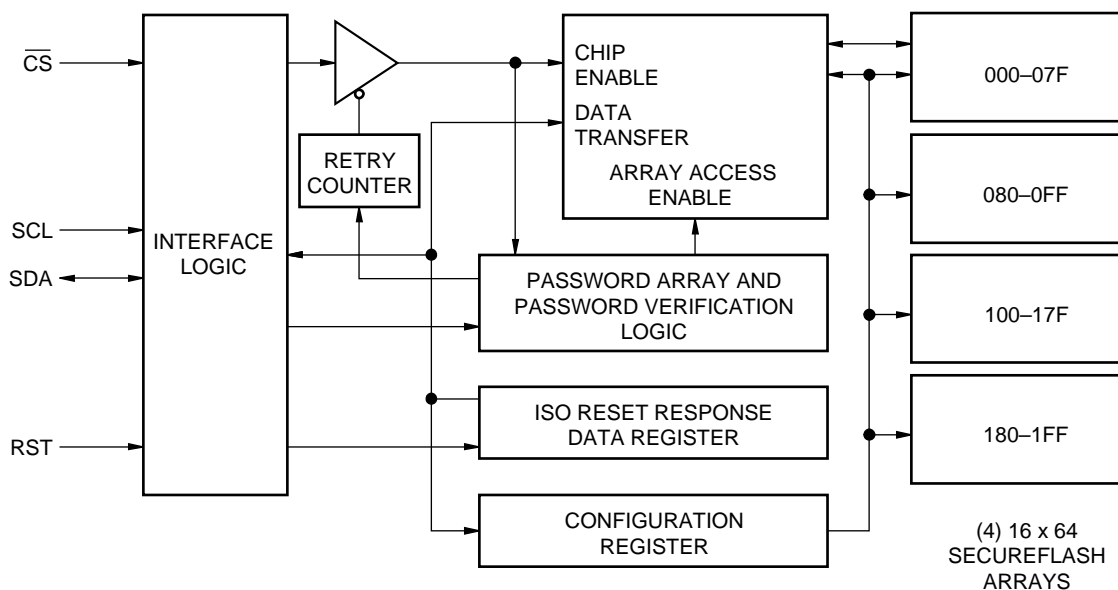 CS
SCL
SDA
RST
INTERFACE
LOGIC
RETRY
COUNTER
CHIP
ENABLE
DATA
TRANSFER
ARRAY ACCESS
ENABLE
PASSWORD ARRAY AND
PASSWORD VERIFICATION
LOGIC
ISO RESET RESPONSE
DATA REGISTER
CONFIGURATION
REGISTER
000–07F
080–0FF
100–17F
180–1FF
(4) 16 x 64
SECUREFLASH
ARRAYS